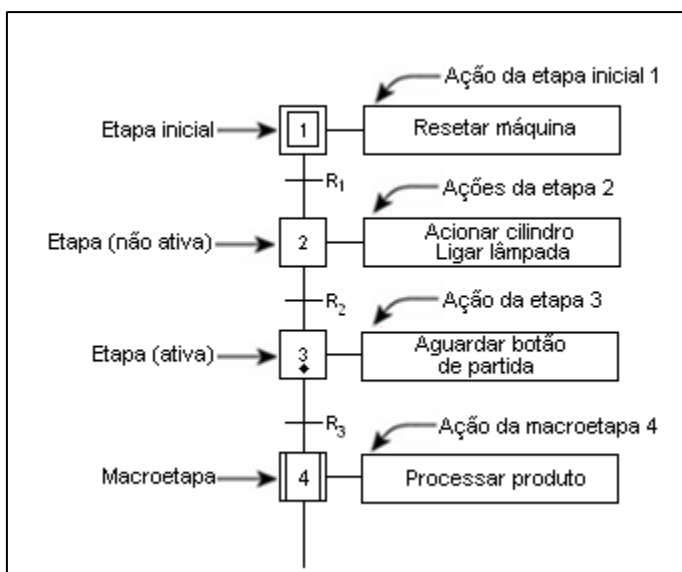 Ação da etapa inicial 1
Etapa inicial
1
Resetar máquina
R1
Ações da etapa 2
Etapa (não ativa)
2
Acionar cilindro
Ligar lâmpada
R2
Ação da etapa 3
Etapa (ativa)
3
Aguardar botão
de partida
R3
Ação da macroetapa 4
Macroetapa
4
Processar produto